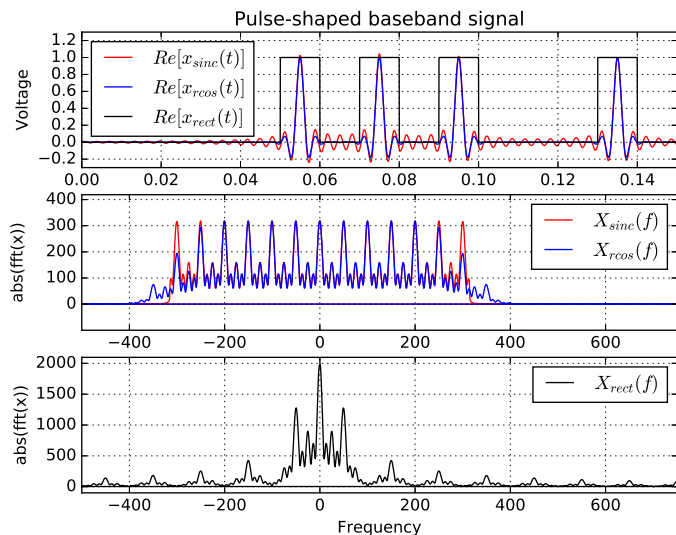 Pulse-shaped baseband signal
Voltage
1.2
1.0
0.8
0.6
0.4
0.2
0.0
−0.2
Re[x_sinc(t)]
Re[x_rcos(t)]
Re[x_rect(t)]
0.00 0.02 0.04 0.06 0.08 0.10 0.12 0.14
abs(fft(x))
400
300
200
100
0
X_sinc(f)
X_rcos(f)
−400 −200 0 200 400 600
abs(fft(x))
2000
1500
1000
500
0
X_rect(f)
−400 −200 0 200 400 600
Frequency